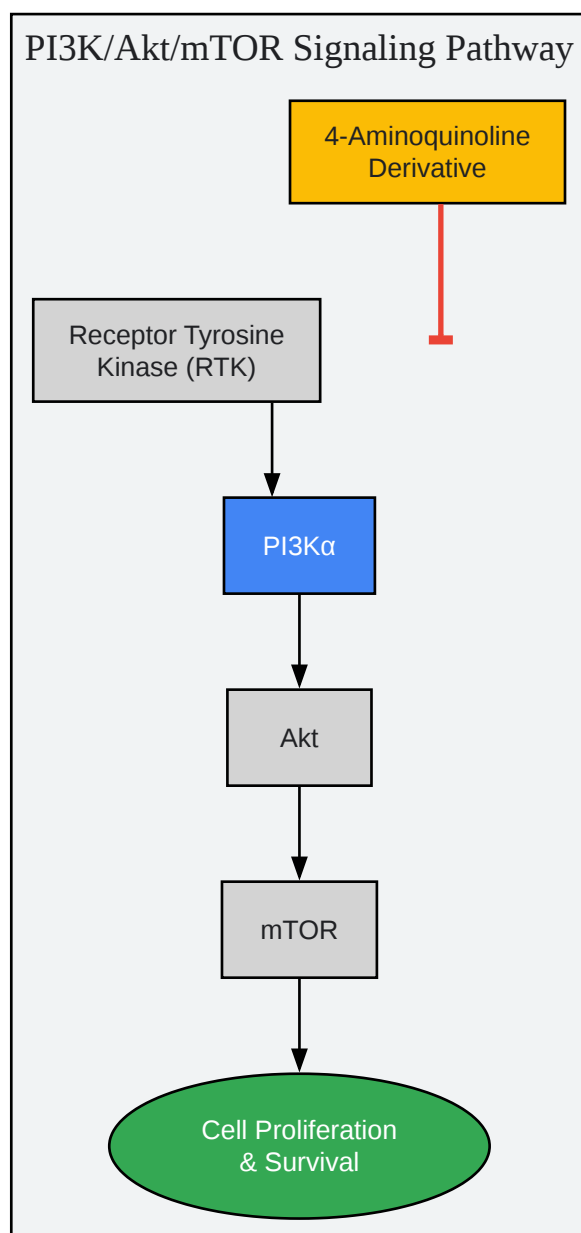 PI3K/Akt/mTOR Signaling Pathway
4-Aminoquinoline
Derivative
Receptor Tyrosine
Kinase (RTK)
PI3Kα
Akt
mTOR
Cell Proliferation
& Survival